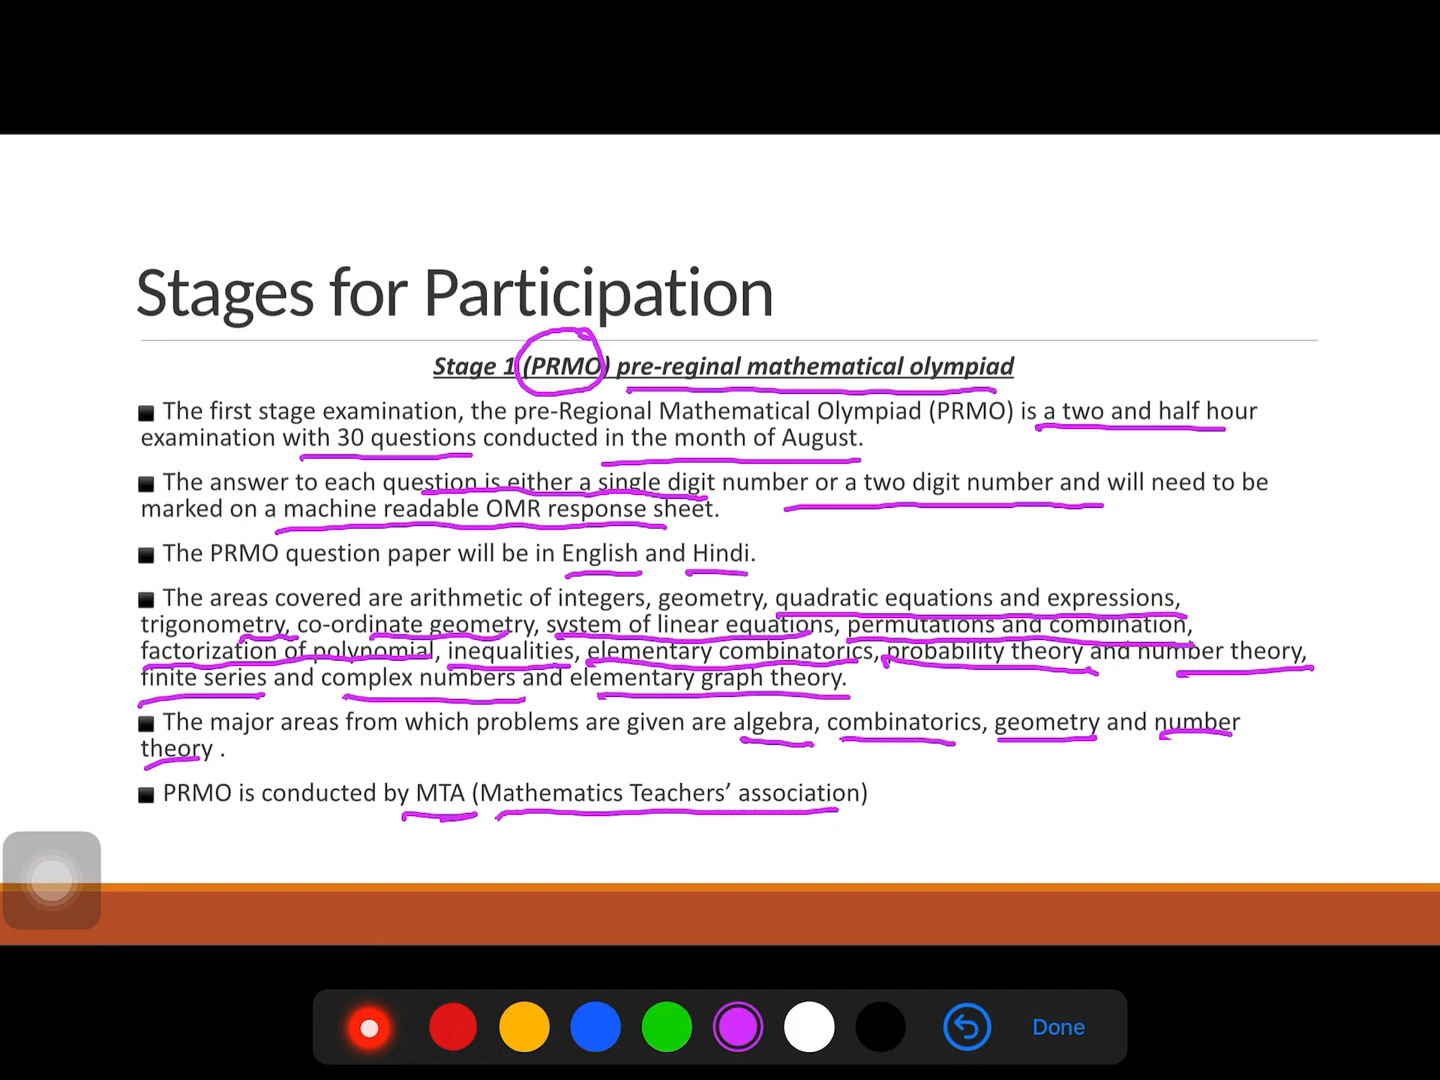 Stages for Participation
Stage 1 (PRMO) pre-reginal mathematical olympiad
The first stage examination, the pre-Regional Mathematical Olympiad (PRMO) is a two and half hour
examination with 30 questions conducted in the month of August.
The answer to each question is either a single digit number or a two digit number and will need to be
marked on a machine readable OMR response sheet.
The PRMO question paper will be in English and Hindi.
The areas covered are arithmetic of integers, geometry, quadratic equations and expressions,
trigonometry, co-ordinate geometry, system of linear equations, permutations and combination,
factorization of polynomial, inequalities, elementary combinatorics, probability theory and number theory,
finite series and complex numbers and elementary graph theory.
The major areas from which problems are given are algebra, combinatorics, geometry and number
theory .
PRMO is conducted by MTA (Mathematics Teachers’ association)
Done